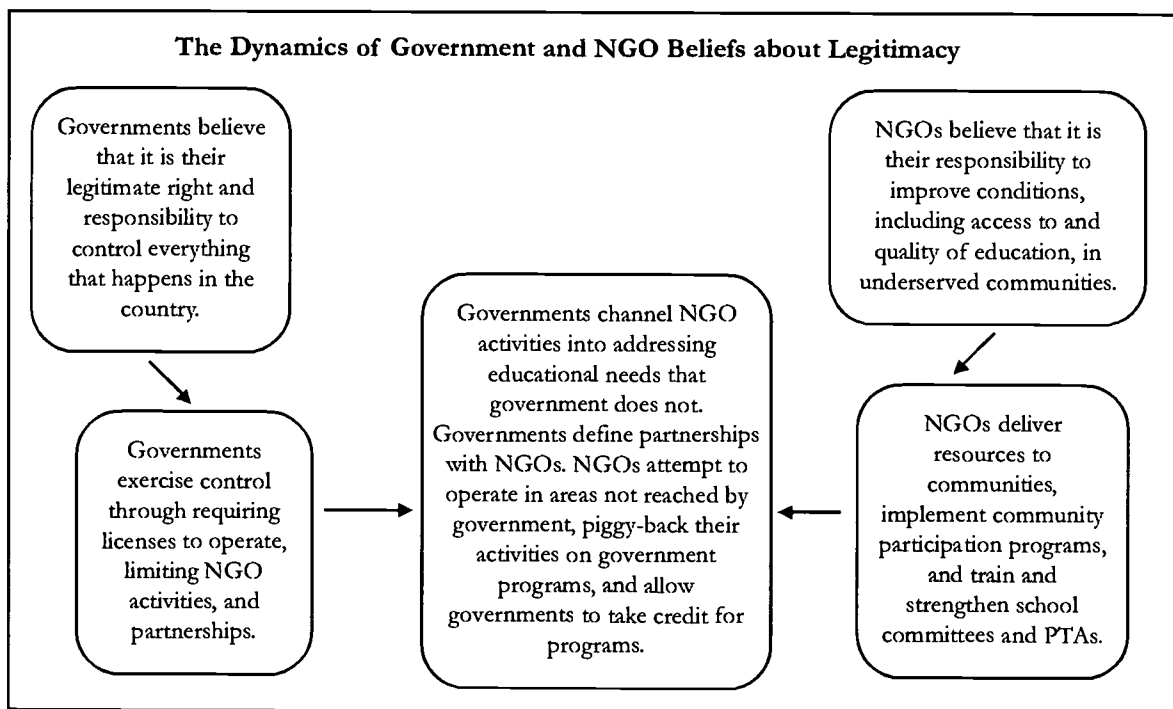 The Dynamics of Government and NGO Beliefs about Legitimacy
Governments believe
that it is their
legitimate right and
responsibility to
control everything
that happens in the
country.
Governments
exercise control
through requiring
licenses to operate,
limiting NGO
activities, and
partnerships.
Governments channel NGO
activities into addressing
educational needs that
government does not.
Governments define partnerships
with NGOs. NGOs attempt to
operate in areas not reached by
government, piggy-back their
activities on government
programs, and allow
governments to take credit for
programs.
NGOs believe that it is
their responsibility to
improve conditions,
including access to and
quality of education, in
underserved communities.
NGOs deliver
resources to
communities,
implement community
participation programs,
and train and
strengthen school
committees and PTAs.